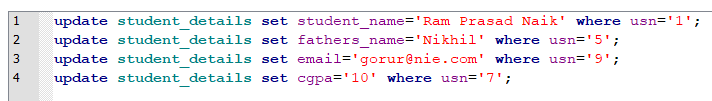 1 update student_details set student_name='Ram Prasad Naik' where usn='1';
2 update student_details set fathers_name='Nikhil' where usn='5';
3 update student_details set email='gorur@nie.com' where usn='9';
4 update student_details set cgpa='10' where usn='7';